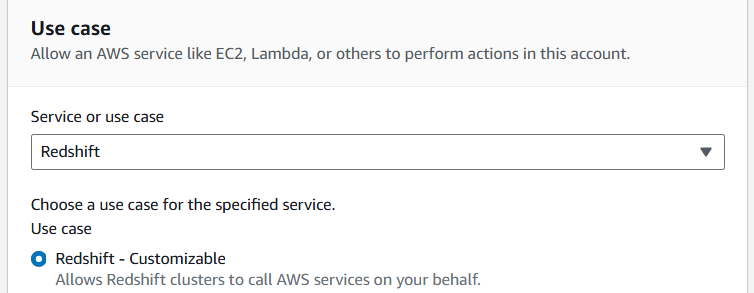 Use case
Allow an AWS service like EC2, Lambda, or others to perform actions in this account.
Service or use case
Redshift
Choose a use case for the specified service.
Use case
Redshift - Customizable
Allows Redshift clusters to call AWS services on your behalf.